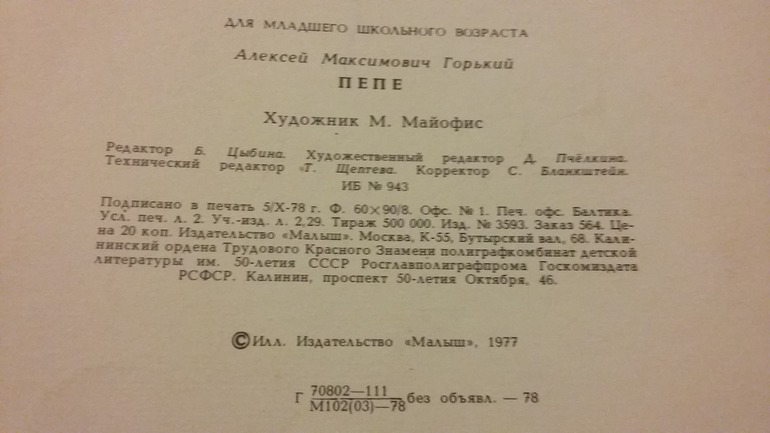 ДЛЯ МЛАДШЕГО ШКОЛЬНОГО ВОЗРАСТА
Алексей Максимович Горький
ПЕПЕ
Художник М. Майофис
Редактор Б. Цыбина. Художественный редактор Д. Пчёлкина.
Технический редактор Т. Щептева. Корректор С. Бланкштейн.
ИБ № 943
Подписано в печать 5/X-78 г. Ф. 60×90/8. Офс. № 1. Печ. офс. Балтика.
Усл. печ. л. 2. Уч.-изд. л. 2,29. Тираж 500 000. Изд. № 3593. Заказ 564. Це-
на 20 коп. Издательство «Малыш». Москва, К-55, Бутырский вал, 68. Кали-
нинский ордена Трудового Красного Знамени полиграфкомбинат детской
литературы им. 50-летия СССР Росглавполиграфпрома Госкомиздата
РСФСР. Калинин, проспект 50-летия Октября, 46.
© Илл. Издательство «Малыш», 1977
Г 70802—111
М102(03)—78 без объявл. — 78